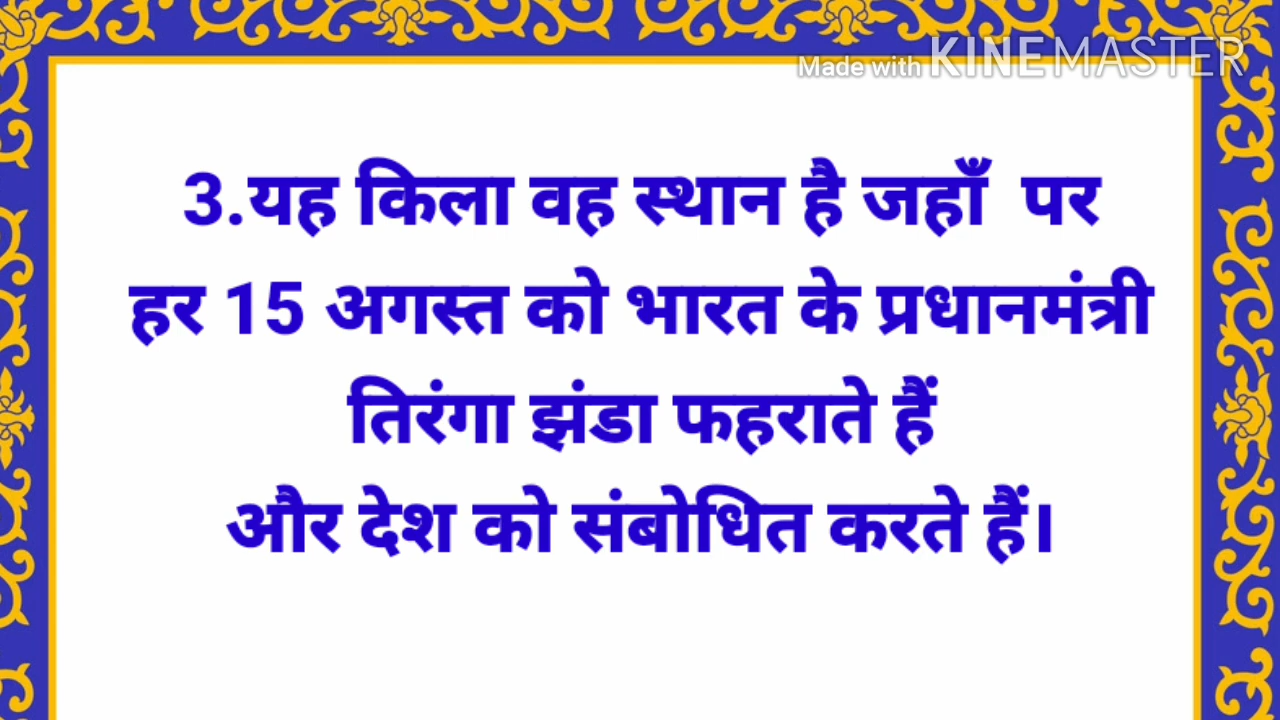 Made with KINEMASTER
3.यह किला वह स्थान है जहाँ पर
हर 15 अगस्त को भारत के प्रधानमंत्री
तिरंगा झंडा फहराते हैं
और देश को संबोधित करते हैं।